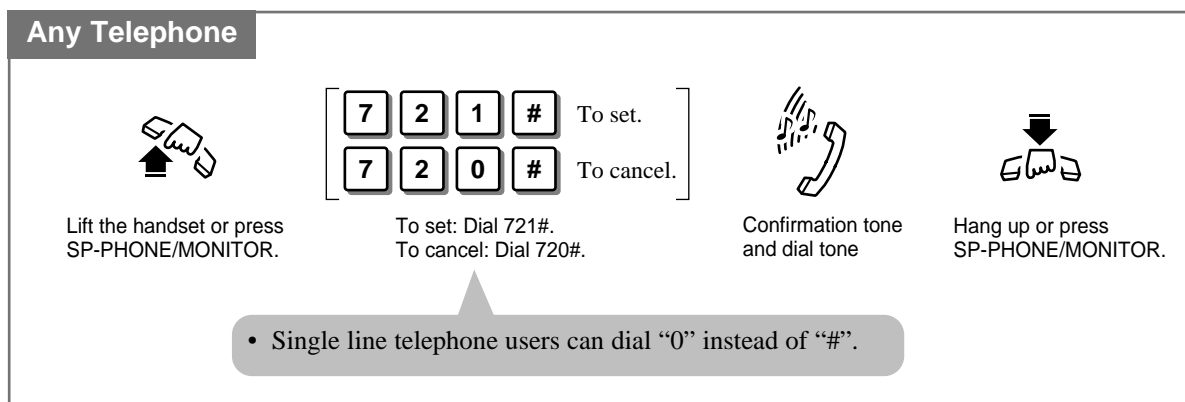 Any Telephone
7 2 1 # To set.
7 2 0 # To cancel.
Lift the handset or press
SP-PHONE/MONITOR.
To set: Dial 721#.
To cancel: Dial 720#.
Confirmation tone
and dial tone
Hang up or press
SP-PHONE/MONITOR.
• Single line telephone users can dial “0” instead of “#”.